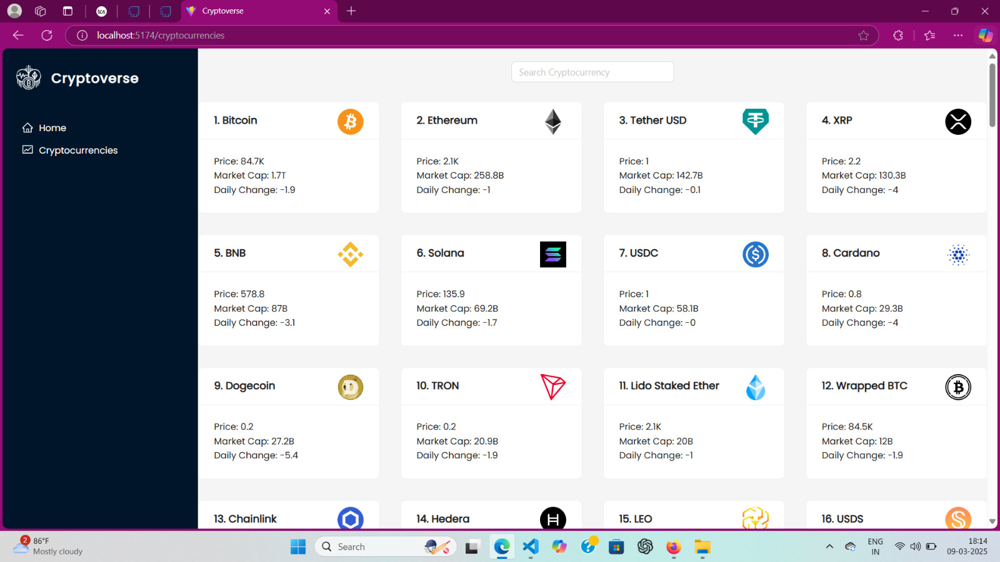 Cryptoverse
localhost:5174/cryptocurrencies
Cryptoverse
Home
Cryptocurrencies
Search Cryptocurrency
1. Bitcoin
Price: 84.7K
Market Cap: 1.7T
Daily Change: -1.9
2. Ethereum
Price: 2.1K
Market Cap: 258.8B
Daily Change: -1
3. Tether USD
Price: 1
Market Cap: 142.7B
Daily Change: -0.1
4. XRP
Price: 2.2
Market Cap: 130.3B
Daily Change: -4
5. BNB
Price: 578.8
Market Cap: 87B
Daily Change: -3.1
6. Solana
Price: 135.9
Market Cap: 69.2B
Daily Change: -1.7
7. USDC
Price: 1
Market Cap: 58.1B
Daily Change: -0
8. Cardano
Price: 0.8
Market Cap: 29.3B
Daily Change: -4
9. Dogecoin
Price: 0.2
Market Cap: 27.2B
Daily Change: -5.4
10. TRON
Price: 0.2
Market Cap: 20.9B
Daily Change: -1.9
11. Lido Staked Ether
Price: 2.1K
Market Cap: 20B
Daily Change: -1
12. Wrapped BTC
Price: 84.5K
Market Cap: 12B
Daily Change: -1.9
13. Chainlink
14. Hedera
15. LEO
16. USDS
2
86°F
Mostly cloudy
Search
ENG
IN
18:14
09-03-2025